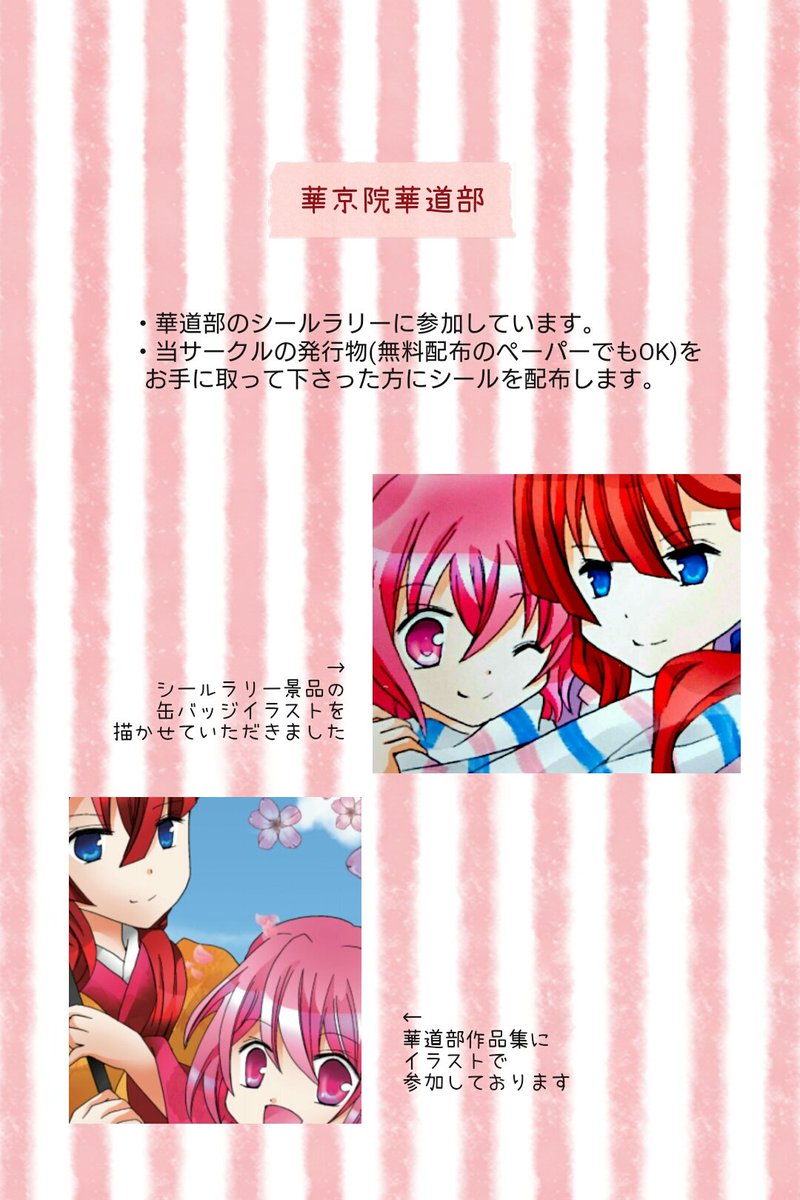 華京院華道部
・華道部のシールラリーに参加しています。
・当サークルの発行物(無料配布のペーパーでもOK)を
お手に取って下さった方にシールを配布します。
→
シールラリー景品の
缶バッジイラストを
描かせていただきました
←
華道部作品集に
イラストで
参加しております